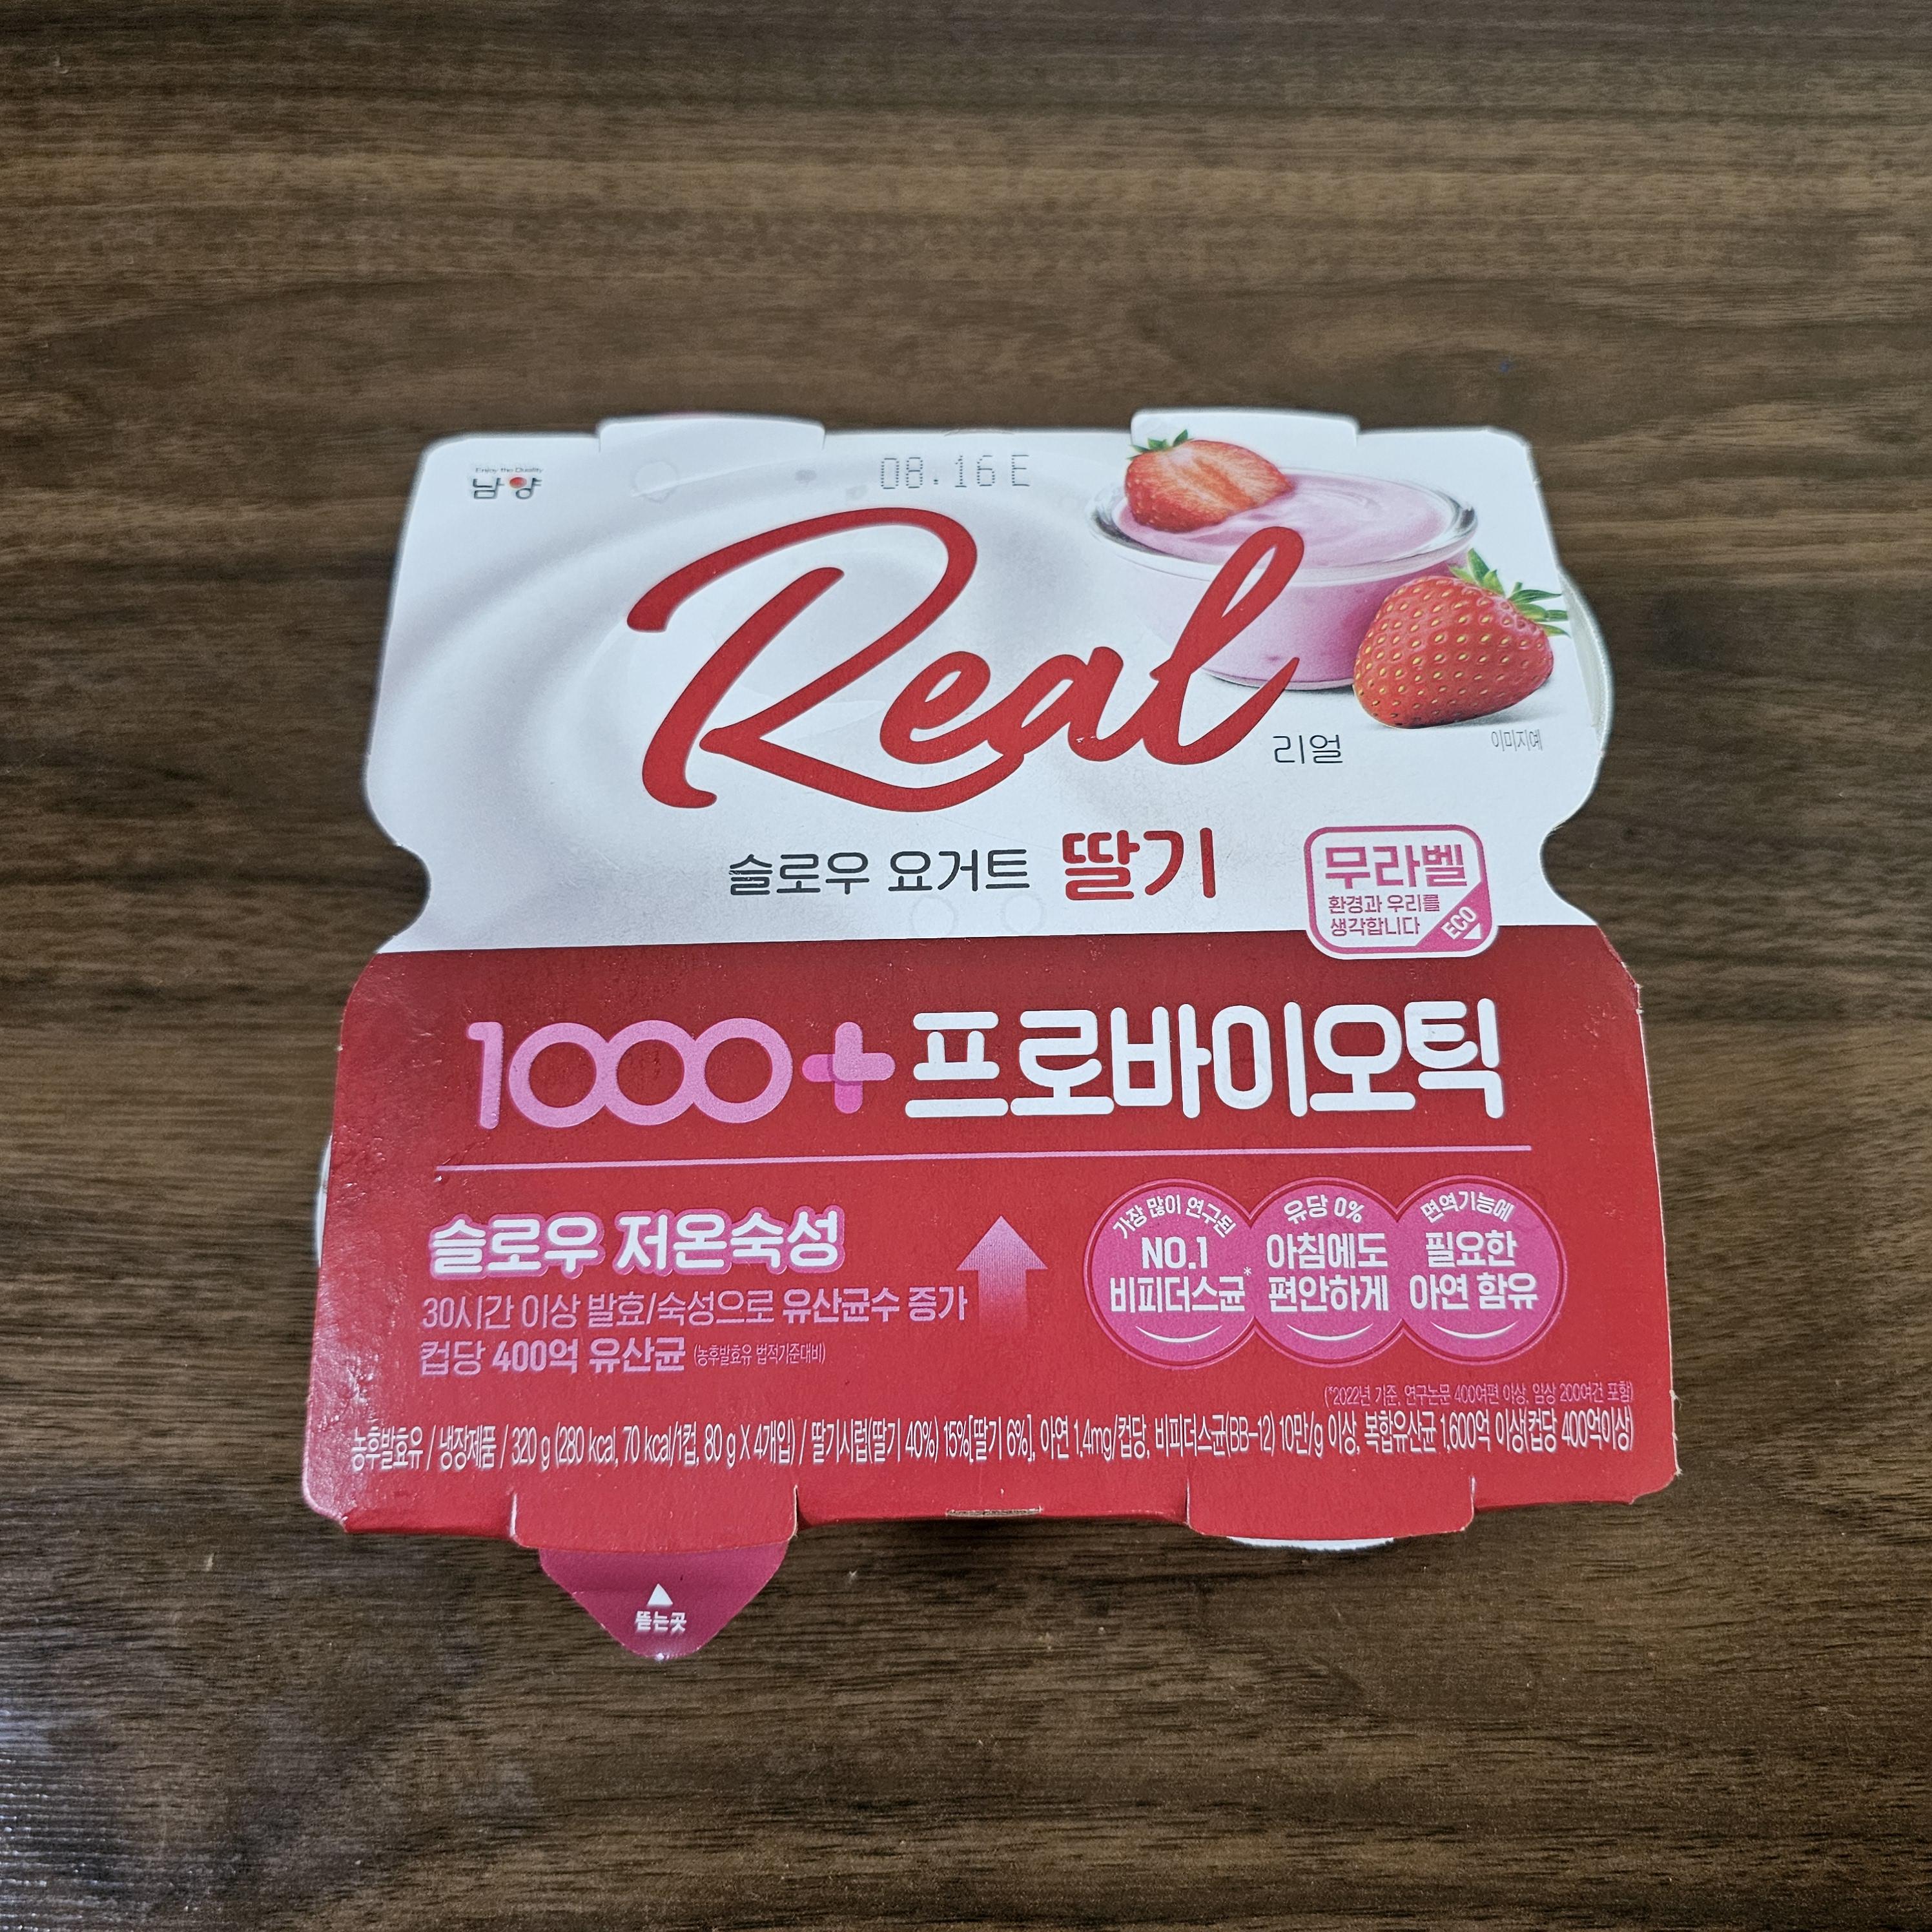 Enjoy the Quality
남양
08.16 E
Real
리얼
이미지예
슬로우 요거트 딸기
무라벨
환경과 우리를
생각합니다
ECO
1000+프로바이오틱
슬로우 저온숙성
30시간 이상 발효/숙성으로 유산균수 증가
컵당 400억 유산균 (농후발효유 법적기준대비)
가장 많이 연구된
NO.1
비피더스균*
유당 0%
아침에도
편안하게
면역기능에
필요한
아연 함유
(*2022년 기준, 연구논문 400여편 이상, 임상 200여건 포함)
농후발효유 / 냉장제품 / 320 g (280 kcal, 70 kcal/1컵, 80 g X 4개입) / 딸기시럽(딸기 40%) 15%[딸기 6%], 아연 1.4mg/컵당, 비피더스균(BB-12) 10만/g 이상, 복합유산균 1,600억 이상(컵당 400억이상)
뜯는곳